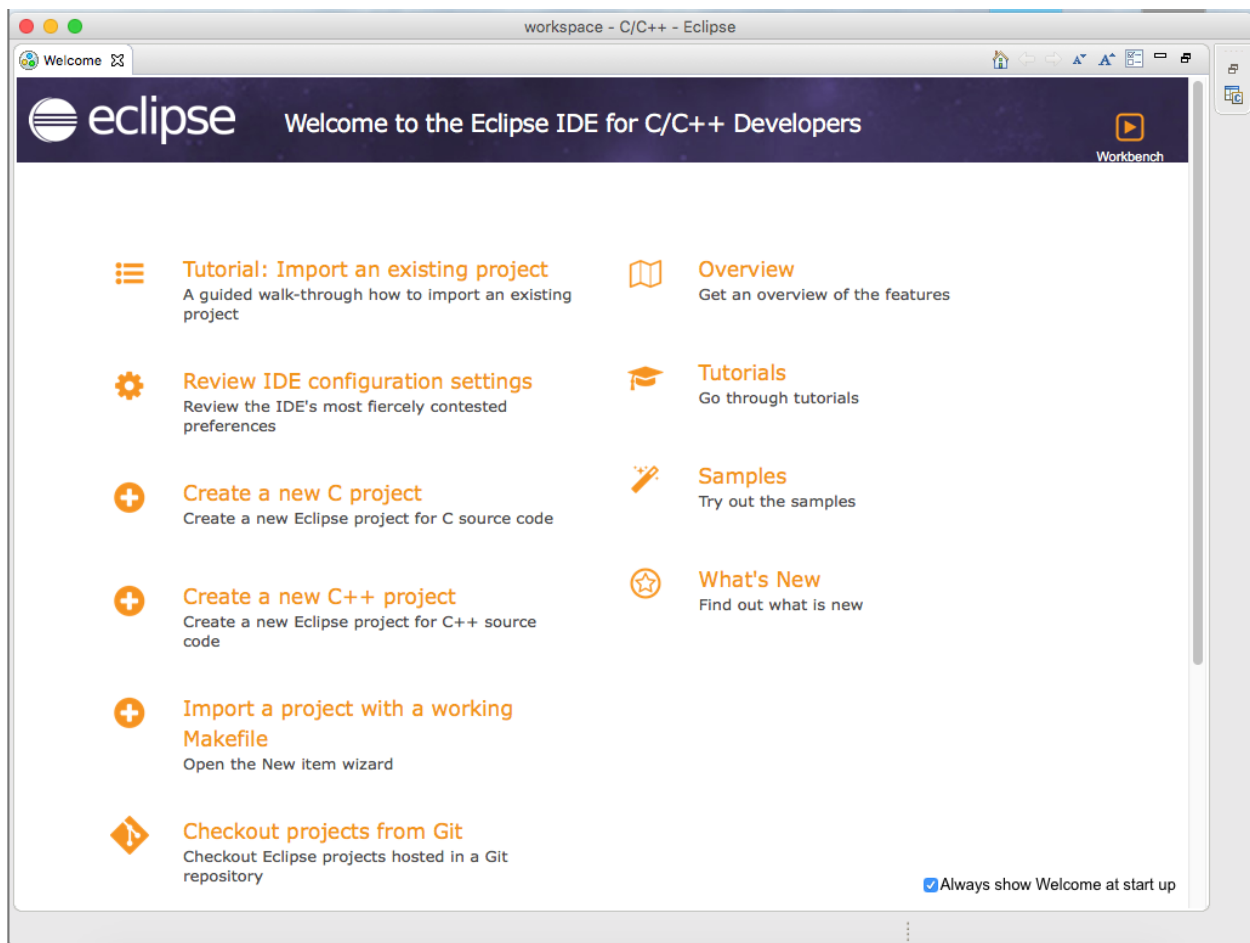 workspace - C/C++ - Eclipse
Welcome
eclipse
Welcome to the Eclipse IDE for C/C++ Developers
Workbench
Tutorial: Import an existing project
A guided walk-through how to import an existing
project
Review IDE configuration settings
Review the IDE's most fiercely contested
preferences
Create a new C project
Create a new Eclipse project for C source code
Create a new C++ project
Create a new Eclipse project for C++ source
code
Import a project with a working
Makefile
Open the New item wizard
Checkout projects from Git
Checkout Eclipse projects hosted in a Git
repository
Overview
Get an overview of the features
Tutorials
Go through tutorials
Samples
Try out the samples
What's New
Find out what is new
Always show Welcome at start up